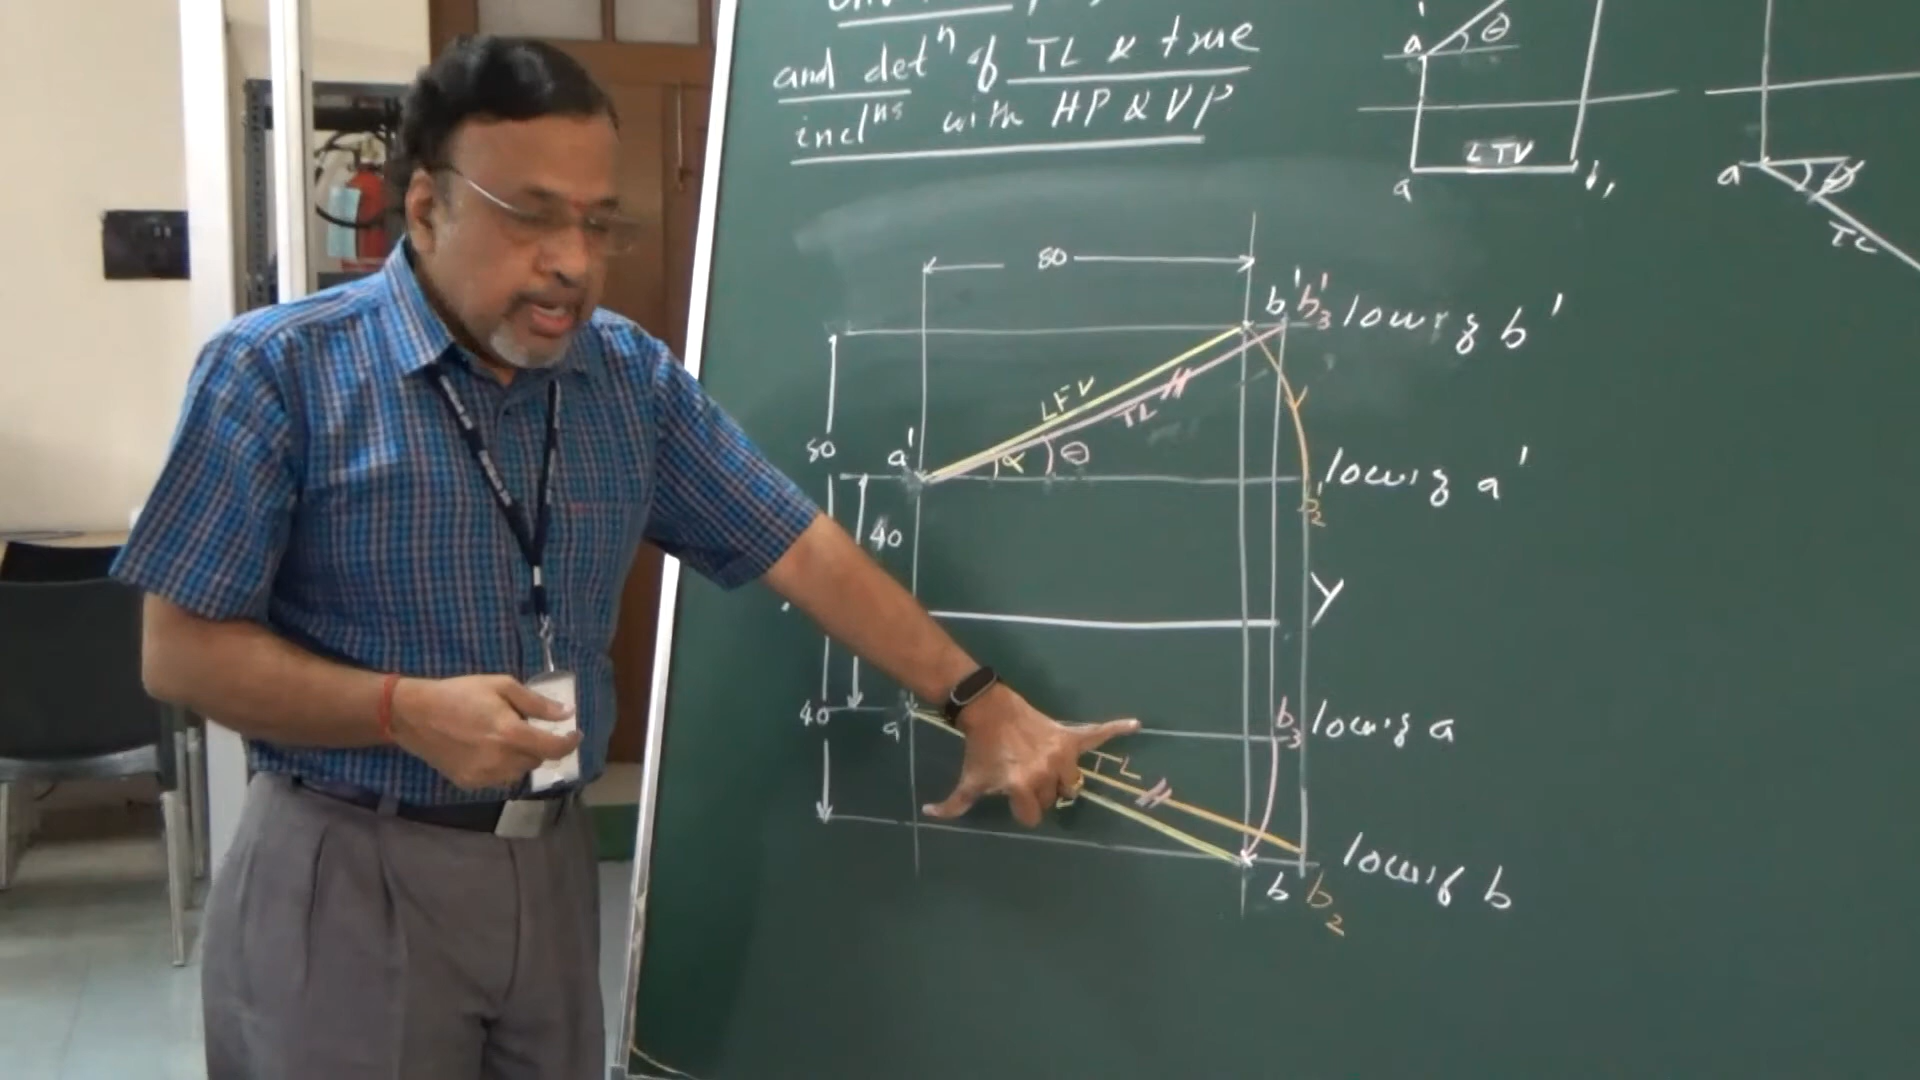 and detⁿ of TL & true
inclⁿˢ with HP & VP
a' θ
LTV
a b,
a Ø
TL
80
b' b'3 locus of b'
LFV
TL
80 a' α θ locus of a'
b'2
40
Y
40 a b3 locus of a
TL
locus of b
b b2